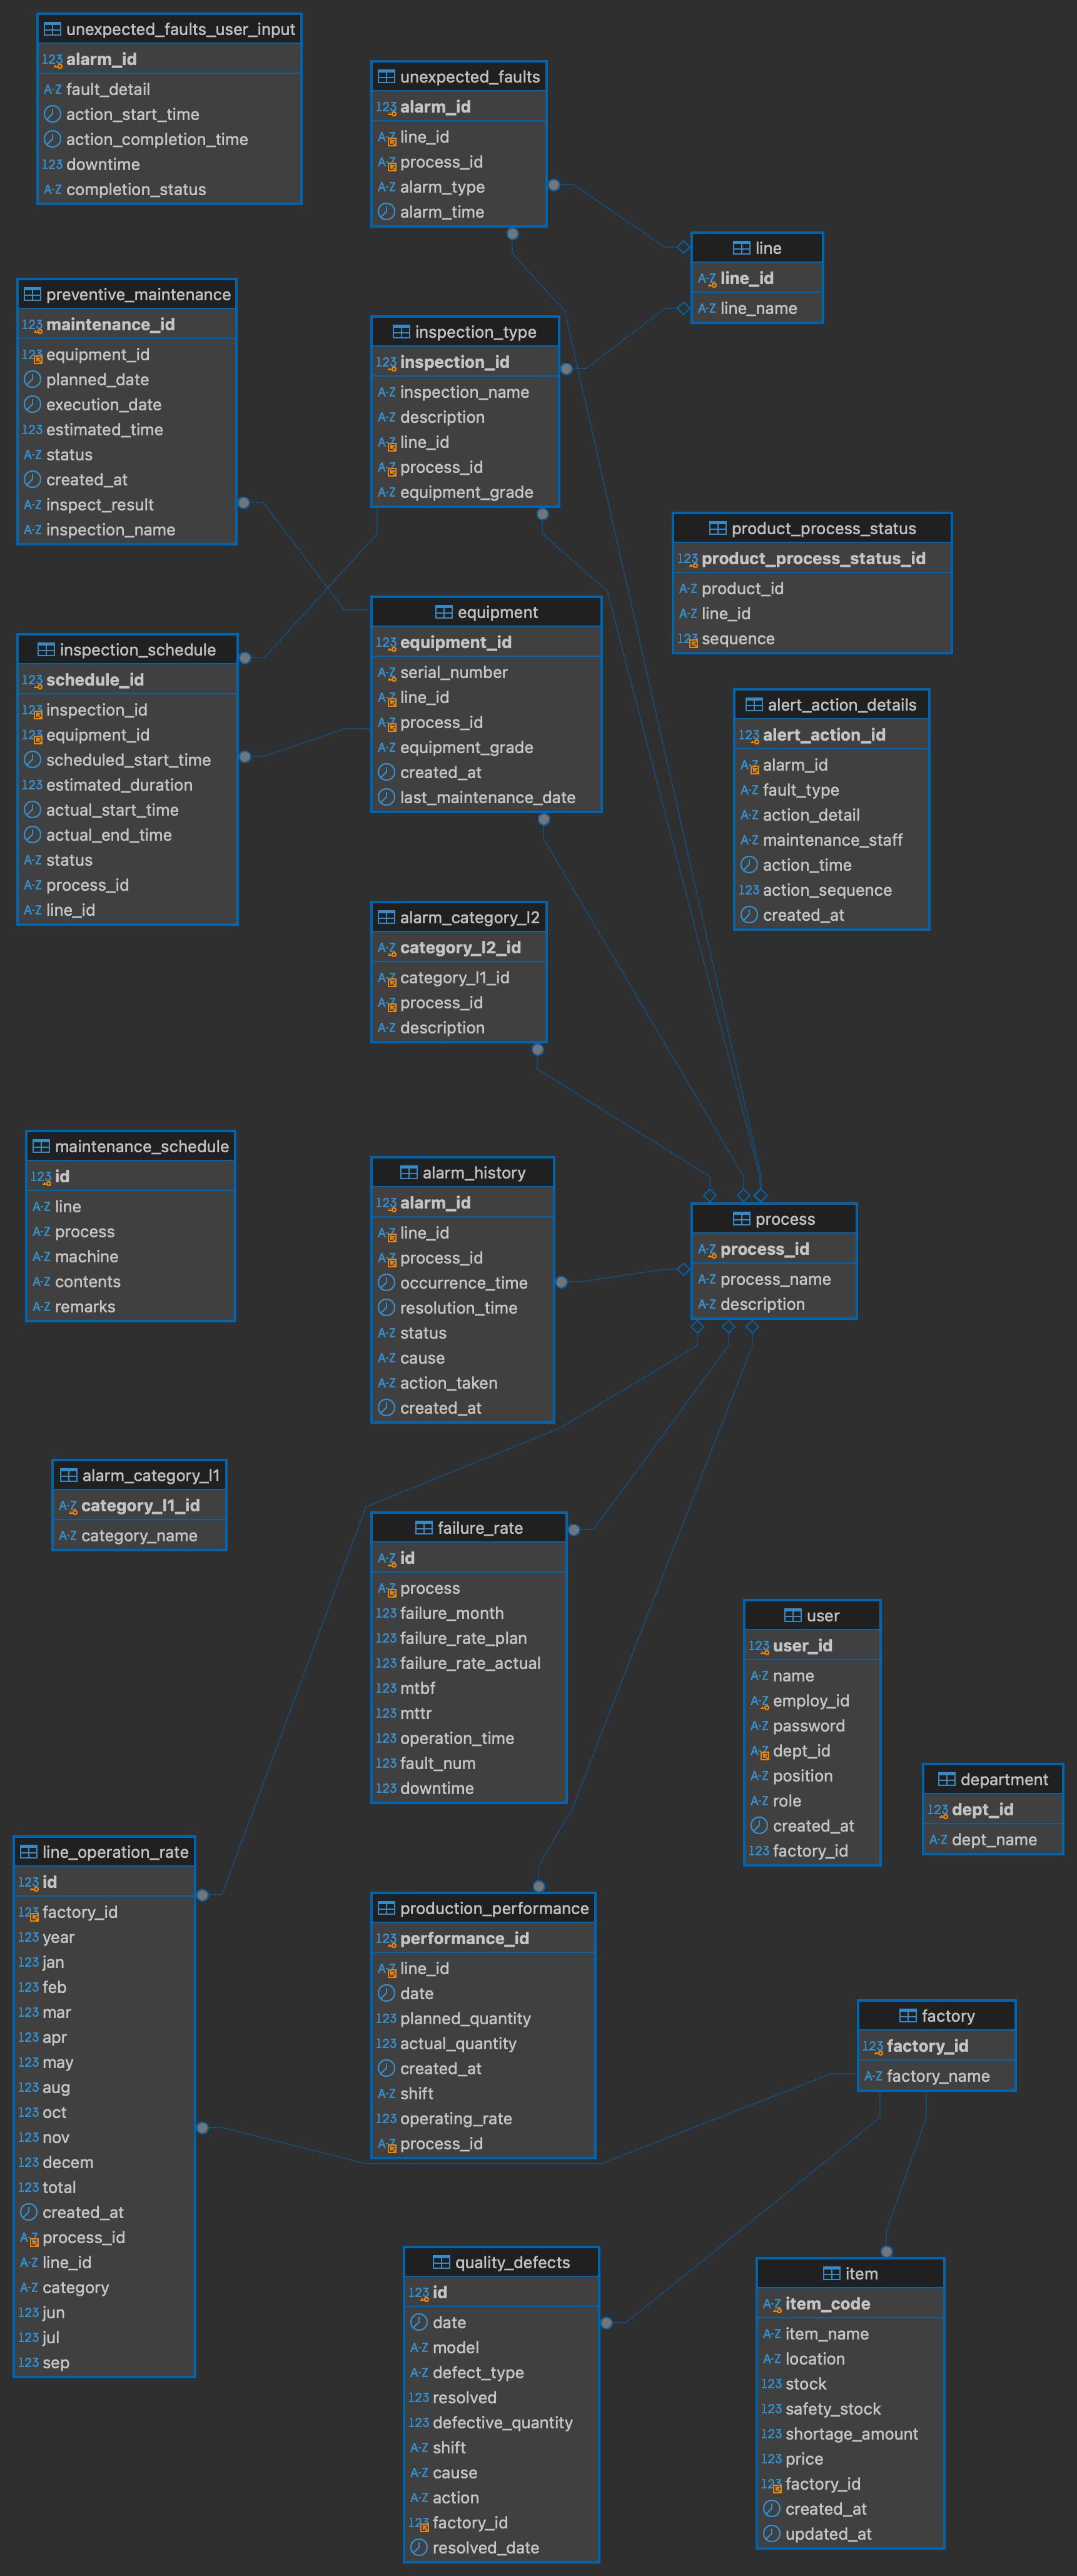 unexpected_faults_user_input
123 alarm_id
A-Z fault_detail
action_start_time
action_completion_time
123 downtime
A-Z completion_status
unexpected_faults
123 alarm_id
A-Z line_id
A-Z process_id
A-Z alarm_type
alarm_time
line
A-Z line_id
A-Z line_name
preventive_maintenance
123 maintenance_id
123 equipment_id
planned_date
execution_date
123 estimated_time
A-Z status
created_at
A-Z inspect_result
A-Z inspection_name
inspection_type
123 inspection_id
A-Z inspection_name
A-Z description
A-Z line_id
A-Z process_id
A-Z equipment_grade
product_process_status
123 product_process_status_id
A-Z product_id
A-Z line_id
123 sequence
inspection_schedule
123 schedule_id
123 inspection_id
123 equipment_id
scheduled_start_time
123 estimated_duration
actual_start_time
actual_end_time
A-Z status
A-Z process_id
A-Z line_id
equipment
123 equipment_id
A-Z serial_number
A-Z line_id
A-Z process_id
A-Z equipment_grade
created_at
last_maintenance_date
alert_action_details
123 alert_action_id
A-Z alarm_id
A-Z fault_type
A-Z action_detail
A-Z maintenance_staff
action_time
123 action_sequence
created_at
alarm_category_l2
A-Z category_l2_id
A-Z category_l1_id
A-Z process_id
A-Z description
maintenance_schedule
123 id
A-Z line
A-Z process
A-Z machine
A-Z contents
A-Z remarks
alarm_history
123 alarm_id
A-Z line_id
A-Z process_id
occurrence_time
resolution_time
A-Z status
A-Z cause
A-Z action_taken
created_at
process
A-Z process_id
A-Z process_name
A-Z description
alarm_category_l1
A-Z category_l1_id
A-Z category_name
failure_rate
A-Z id
A-Z process
123 failure_month
123 failure_rate_plan
123 failure_rate_actual
123 mtbf
123 mttr
123 operation_time
123 fault_num
123 downtime
user
123 user_id
A-Z name
A-Z employ_id
A-Z password
A-Z dept_id
A-Z position
A-Z role
created_at
123 factory_id
department
123 dept_id
A-Z dept_name
line_operation_rate
123 id
123 factory_id
123 year
123 jan
123 feb
123 mar
123 apr
123 may
123 aug
123 oct
123 nov
123 decem
123 total
created_at
A-Z process_id
A-Z line_id
A-Z category
123 jun
123 jul
123 sep
production_performance
123 performance_id
A-Z line_id
date
123 planned_quantity
123 actual_quantity
created_at
A-Z shift
123 operating_rate
A-Z process_id
factory
123 factory_id
A-Z factory_name
quality_defects
123 id
date
A-Z model
A-Z defect_type
123 resolved
123 defective_quantity
A-Z shift
A-Z cause
A-Z action
123 factory_id
resolved_date
item
A-Z item_code
A-Z item_name
A-Z location
123 stock
123 safety_stock
123 shortage_amount
123 price
123 factory_id
created_at
updated_at